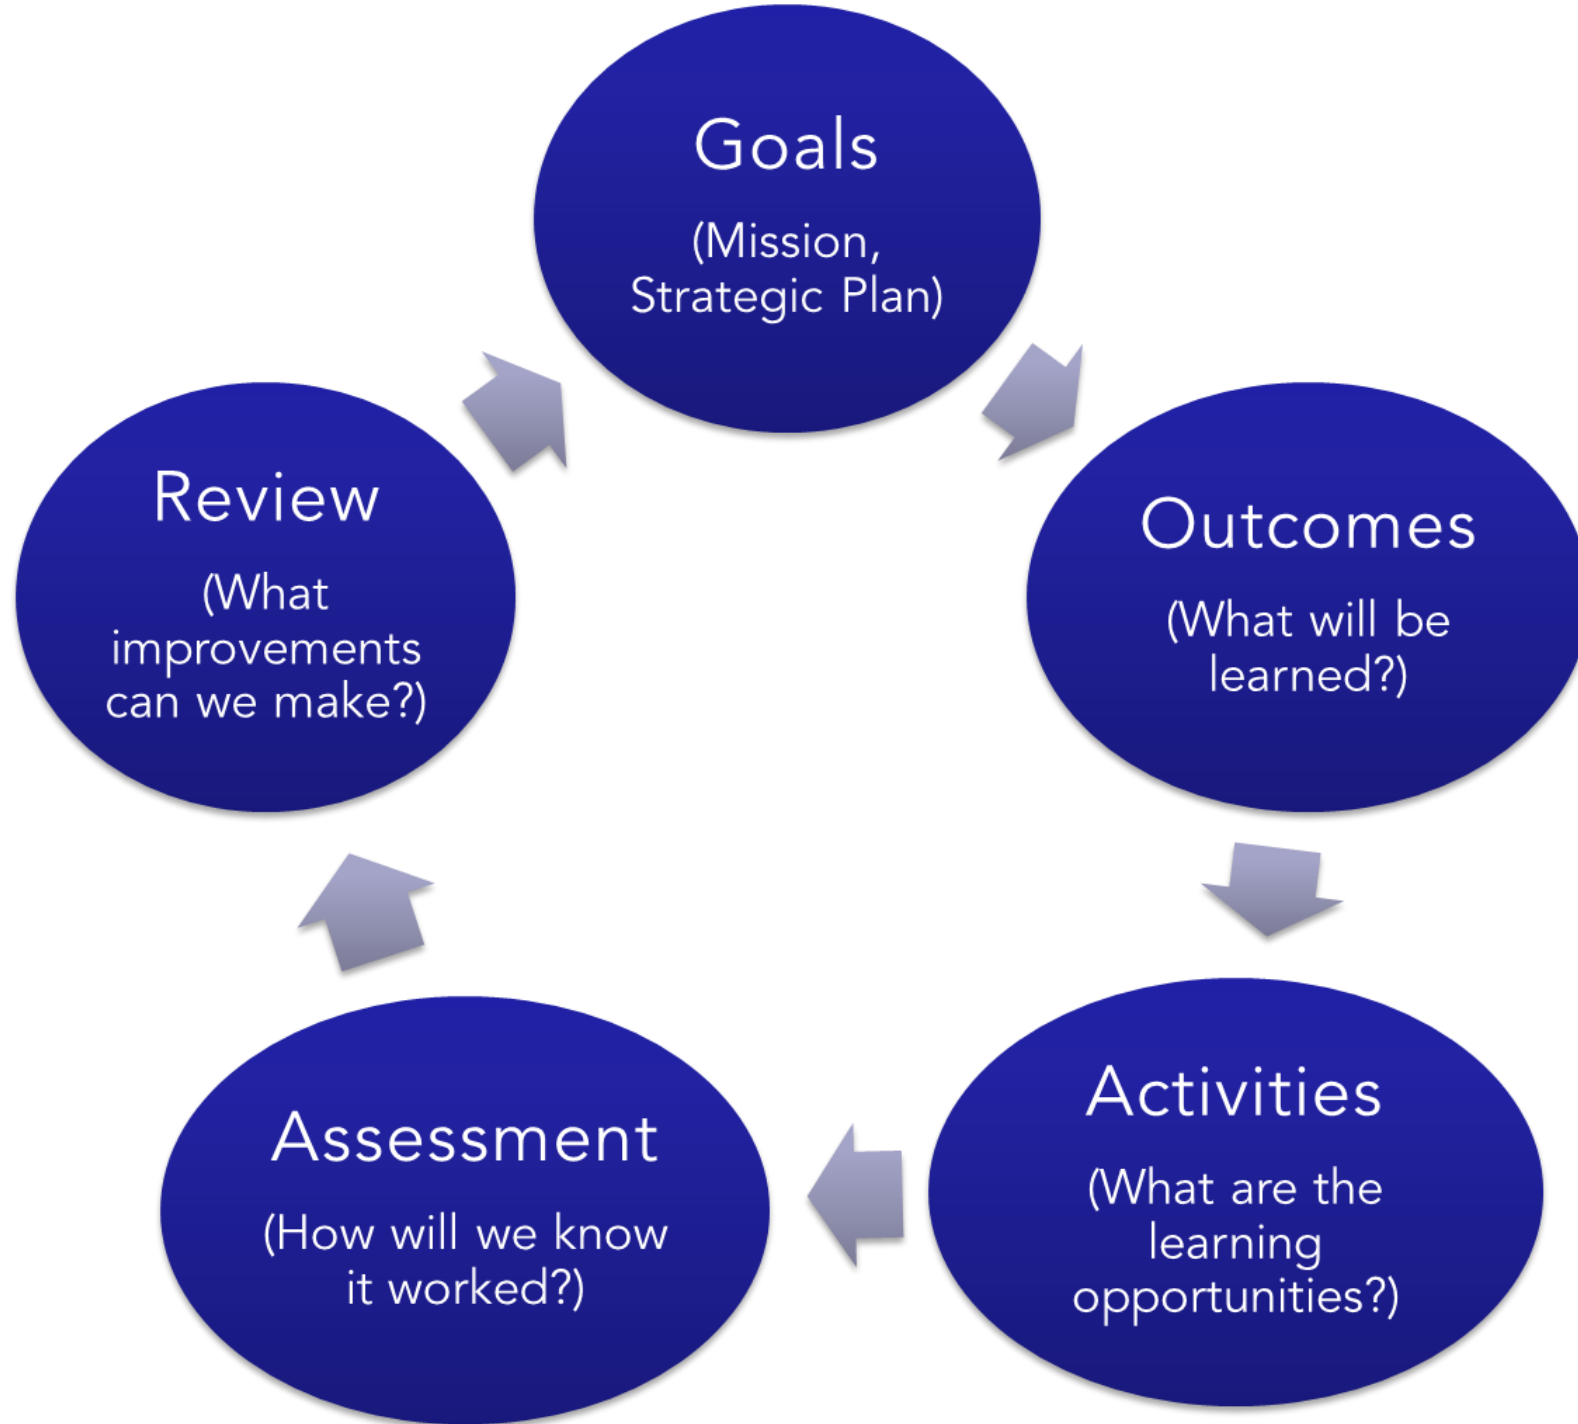 Goals
(Mission,
Strategic Plan)
Outcomes
(What will be
learned?)
Activities
(What are the
learning
opportunities?)
Assessment
(How will we know
it worked?)
Review
(What
improvements
can we make?)